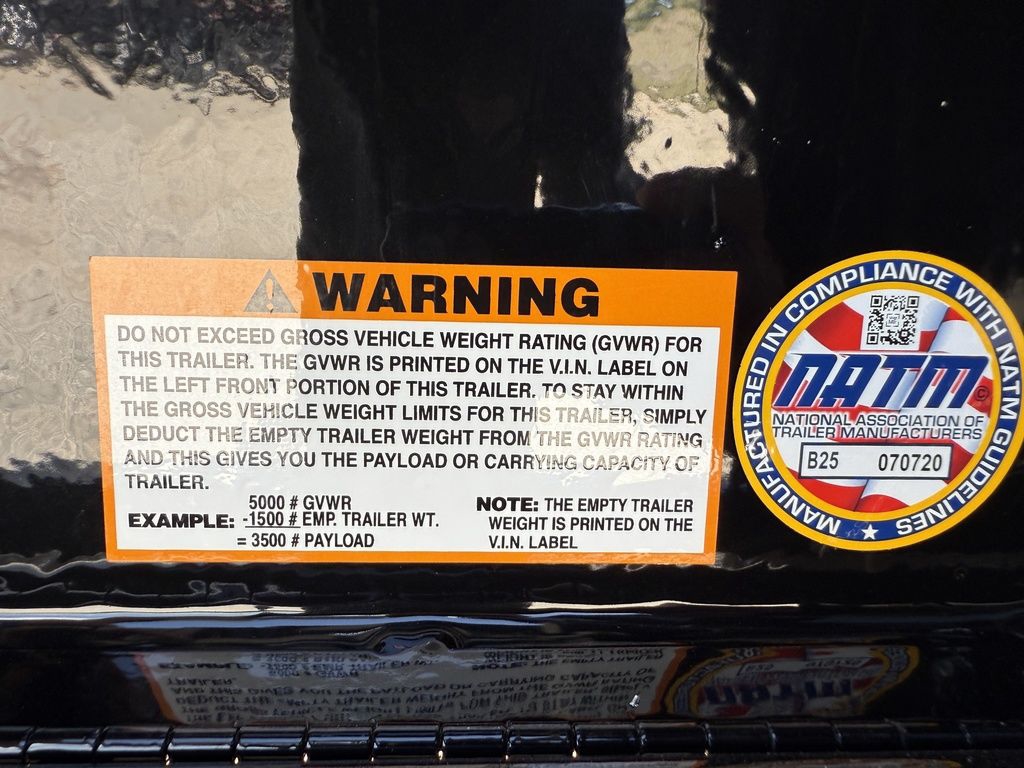 WARNING
DO NOT EXCEED GROSS VEHICLE WEIGHT RATING (GVWR) FOR
THIS TRAILER. THE GVWR IS PRINTED ON THE V.I.N. LABEL ON
THE LEFT FRONT PORTION OF THIS TRAILER. TO STAY WITHIN
THE GROSS VEHICLE WEIGHT LIMITS FOR THIS TRAILER, SIMPLY
DEDUCT THE EMPTY TRAILER WEIGHT FROM THE GVWR RATING
AND THIS GIVES YOU THE PAYLOAD OR CARRYING CAPACITY OF
TRAILER.
5000 # GVWR
EXAMPLE: -1500 # EMP. TRAILER WT.
= 3500 # PAYLOAD
NOTE: THE EMPTY TRAILER
WEIGHT IS PRINTED ON THE
V.I.N. LABEL
MANUFACTURED IN COMPLIANCE WITH NATM GUIDELINES
NATM©
NATIONAL ASSOCIATION OF
TRAILER MANUFACTURERS
B25 070720